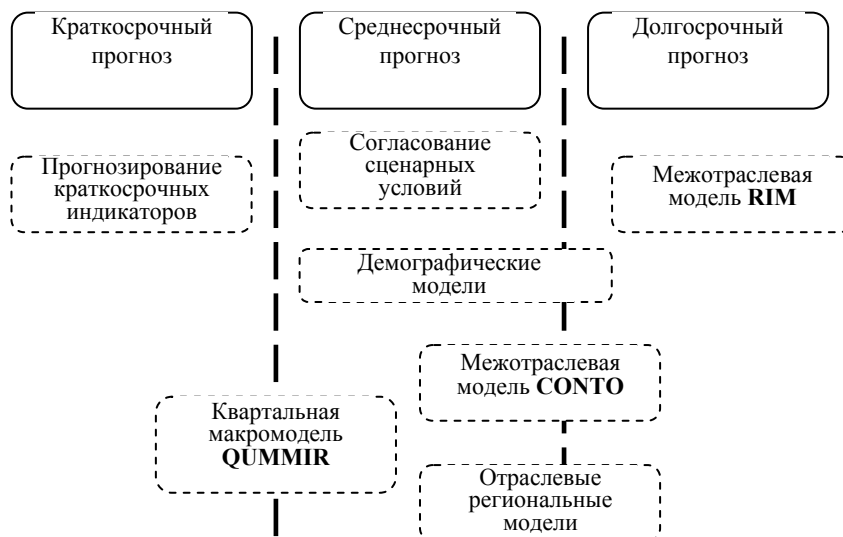 Краткосрочный
прогноз
Среднесрочный
прогноз
Долгосрочный
прогноз
Прогнозирование
краткосрочных
индикаторов
Согласование
сценарных
условий
Межотраслевая
модель RIM
Демографические
модели
Межотраслевая
модель CONTO
Квартальная
макромодель
QUMMIR
Отраслевые
региональные
модели